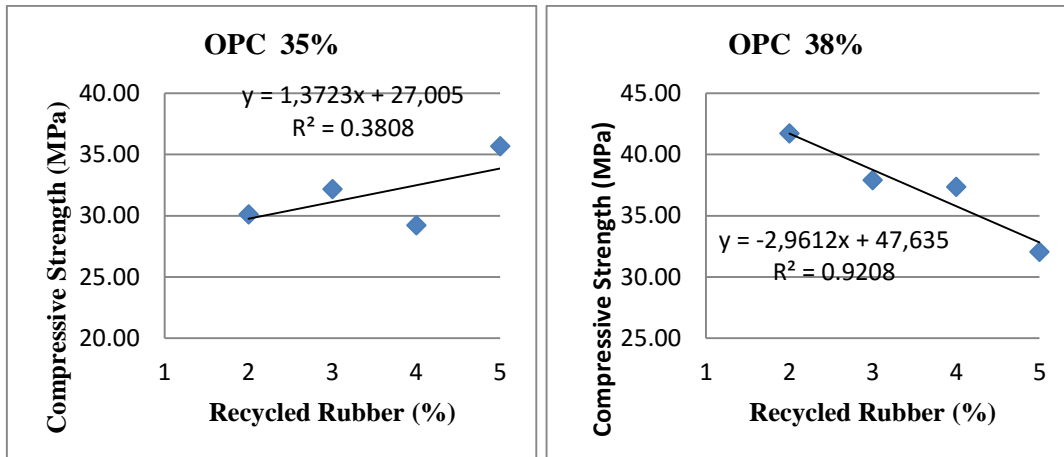 OPC 35%
y = 1,3723x + 27,005
R² = 0.3808
Compressive Strength (MPa)
40.00
35.00
30.00
25.00
20.00
1 2 3 4 5
Recycled Rubber (%)
OPC 38%
Compressive Strength (MPa)
45.00
40.00
35.00
30.00
25.00
y = -2,9612x + 47,635
R² = 0.9208
1 2 3 4 5
Recycled Rubber (%)